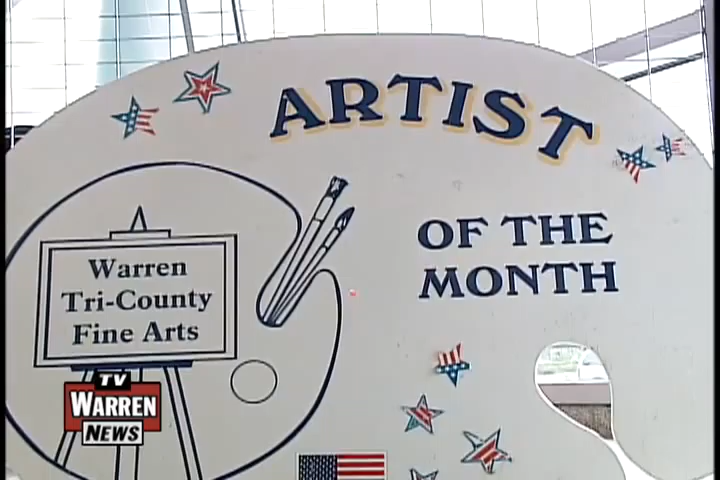 ARTIST
OF THE
MONTH
Warren
Tri-County
Fine Arts
TV
WARREN
NEWS